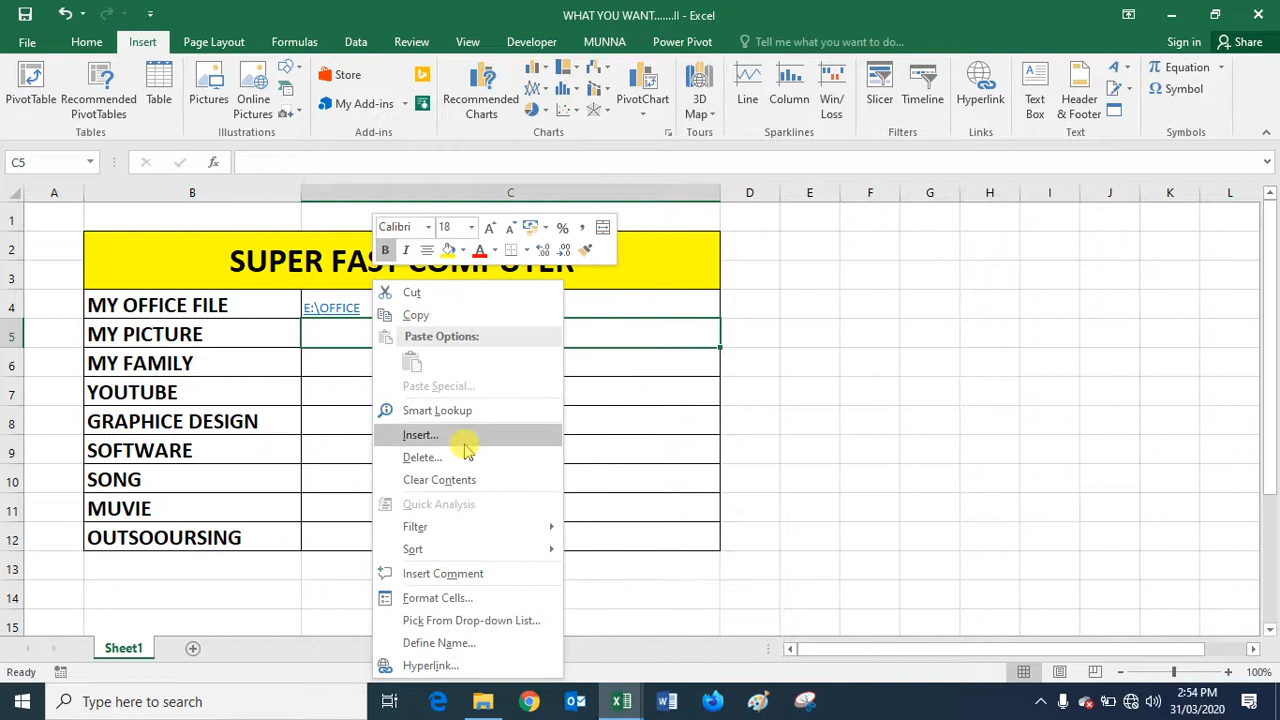 WHAT YOU WANT.......!! - Excel
File Home Insert Page Layout Formulas Data Review View Developer MUNNA Power Pivot Tell me what you want to do... Sign in Share
PivotTable
Recommended PivotTables
Table
Tables
Pictures
Online Pictures
Illustrations
Store
My Add-ins
Add-ins
Recommended Charts
PivotChart
Charts
3D Map
Tours
Line
Column
Win/Loss
Sparklines
Slicer
Timeline
Filters
Hyperlink
Links
Text Box
Header & Footer
Text
Equation
Symbol
Symbols
C5
fx
A B C D E F G H I J K L
1
2
3
SUPER FAST COMPUTER
4 MY OFFICE FILE E:\OFFICE
5 MY PICTURE
6 MY FAMILY
7 YOUTUBE
8 GRAPHICE DESIGN
9 SOFTWARE
10 SONG
11 MUVIE
12 OUTSOOURSING
13
14
15
Calibri 18
B I A
Cut
Copy
Paste Options:
Paste Special...
Smart Lookup
Insert...
Delete...
Clear Contents
Quick Analysis
Filter
Sort
Insert Comment
Format Cells...
Pick From Drop-down List...
Define Name...
Hyperlink...
Sheet1
Ready
100%
Type here to search
2:54 PM
31/03/2020